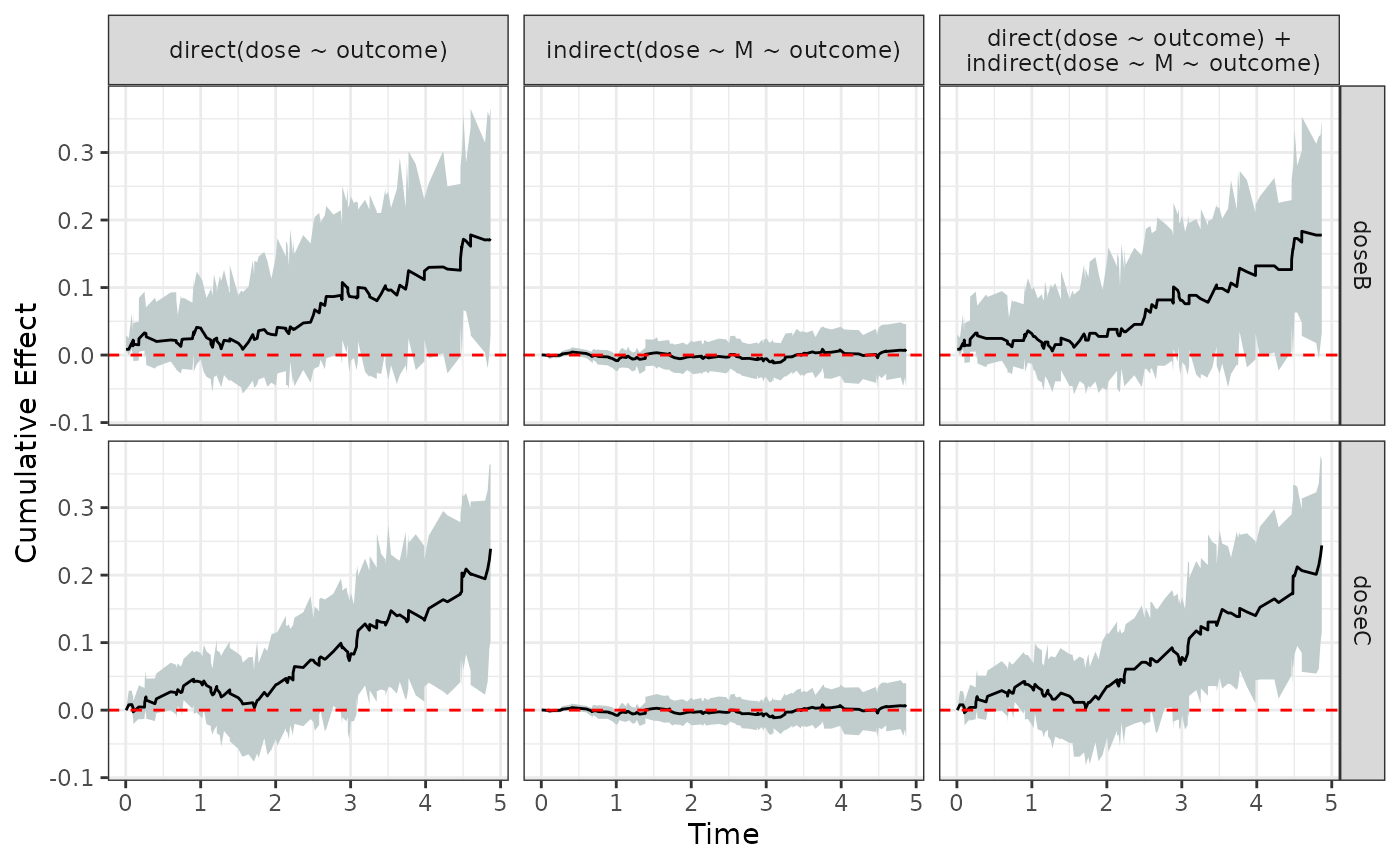 direct(dose ~ outcome)
indirect(dose ~ M ~ outcome)
direct(dose ~ outcome) +
indirect(dose ~ M ~ outcome)
Cumulative Effect
0.3
0.2
0.1
0.0
-0.1
doseB
0.3
0.2
0.1
0.0
-0.1
doseC
0 1 2 3 4 5
0 1 2 3 4 5
0 1 2 3 4 5
Time